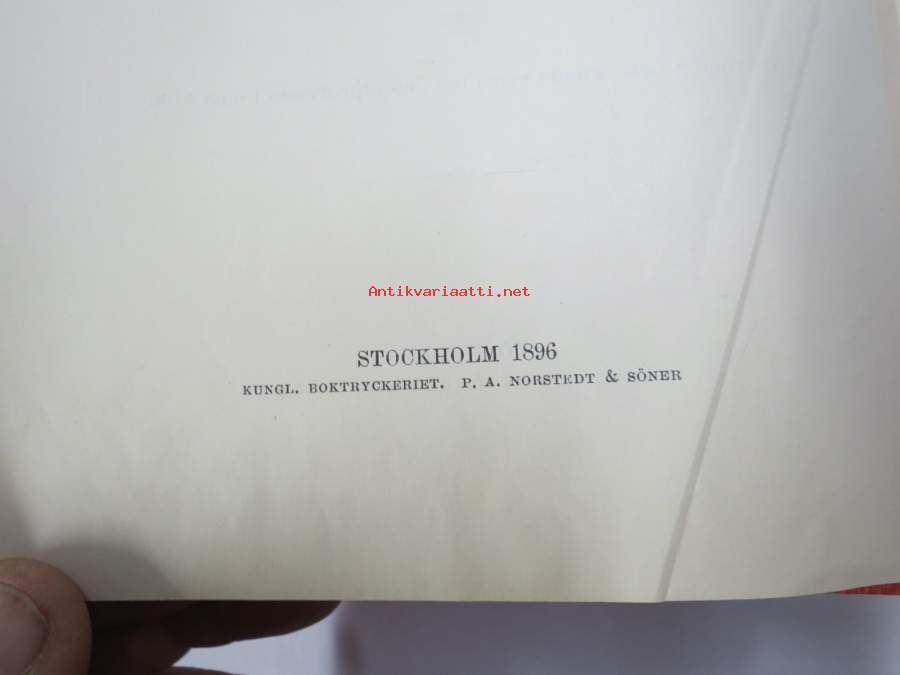 Antikvariaatti.net
STOCKHOLM 1896
KUNGL. BOKTRYCKERIET. P. A. NORSTEDT & SÖNER